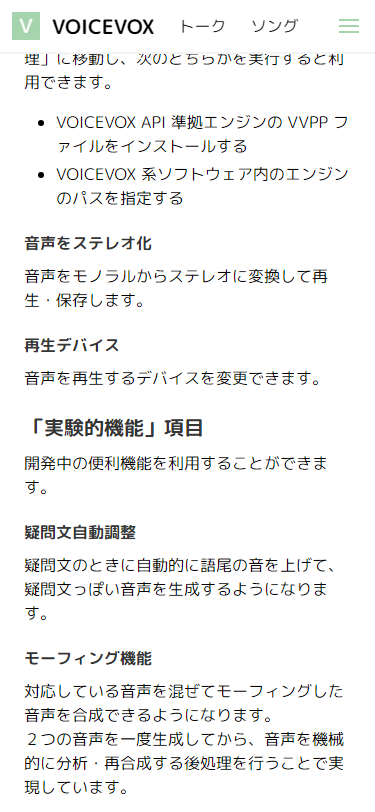 V VOICEVOX トーク ソング
理」に移動し、次のどちらかを実行すると利
用できます。
• VOICEVOX API 準拠エンジンの VVPP フ
ァイルをインストールする
• VOICEVOX 系ソフトウェア内のエンジン
のパスを指定する
音声をステレオ化
音声をモノラルからステレオに変換して再
生・保存します。
再生デバイス
音声を再生するデバイスを変更できます。
「実験的機能」項目
開発中の便利機能を利用することができま
す。
疑問文自動調整
疑問文のときに自動的に語尾の音を上げて、
疑問文っぽい音声を生成するようになりま
す。
モーフィング機能
対応している音声を混ぜてモーフィングした
音声を合成できるようになります。
２つの音声を一度生成してから、音声を機械
的に分析・再合成する後処理を行うことで実
現しています。